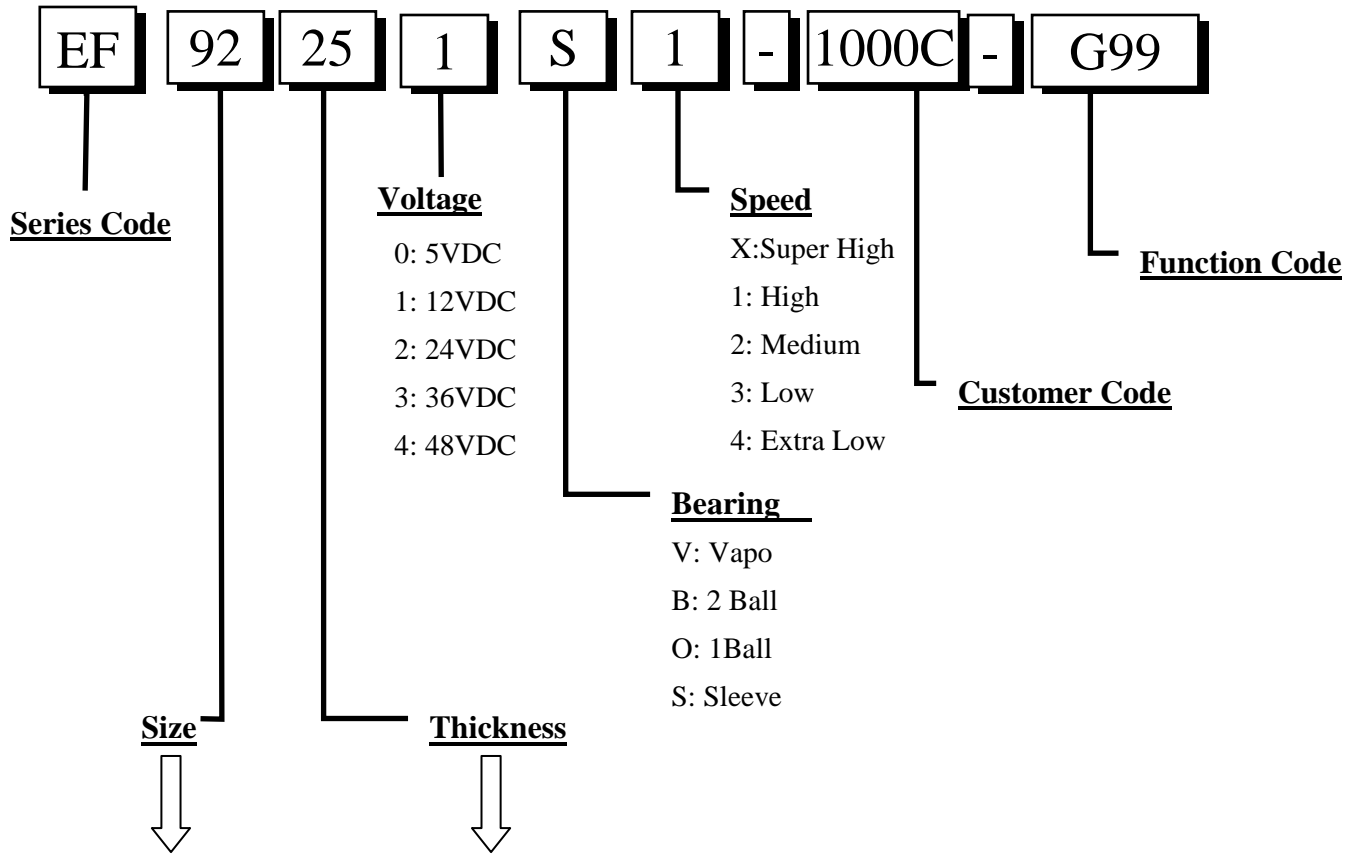 EF 92 25 1 S 1 - 1000C - G99
Series Code
Voltage
0: 5VDC
1: 12VDC
2: 24VDC
3: 36VDC
4: 48VDC
Speed
X:Super High
1: High
2: Medium
3: Low
4: Extra Low
Function Code
Customer Code
Bearing
V: Vapo
B: 2 Ball
O: 1Ball
S: Sleeve
Size
Thickness